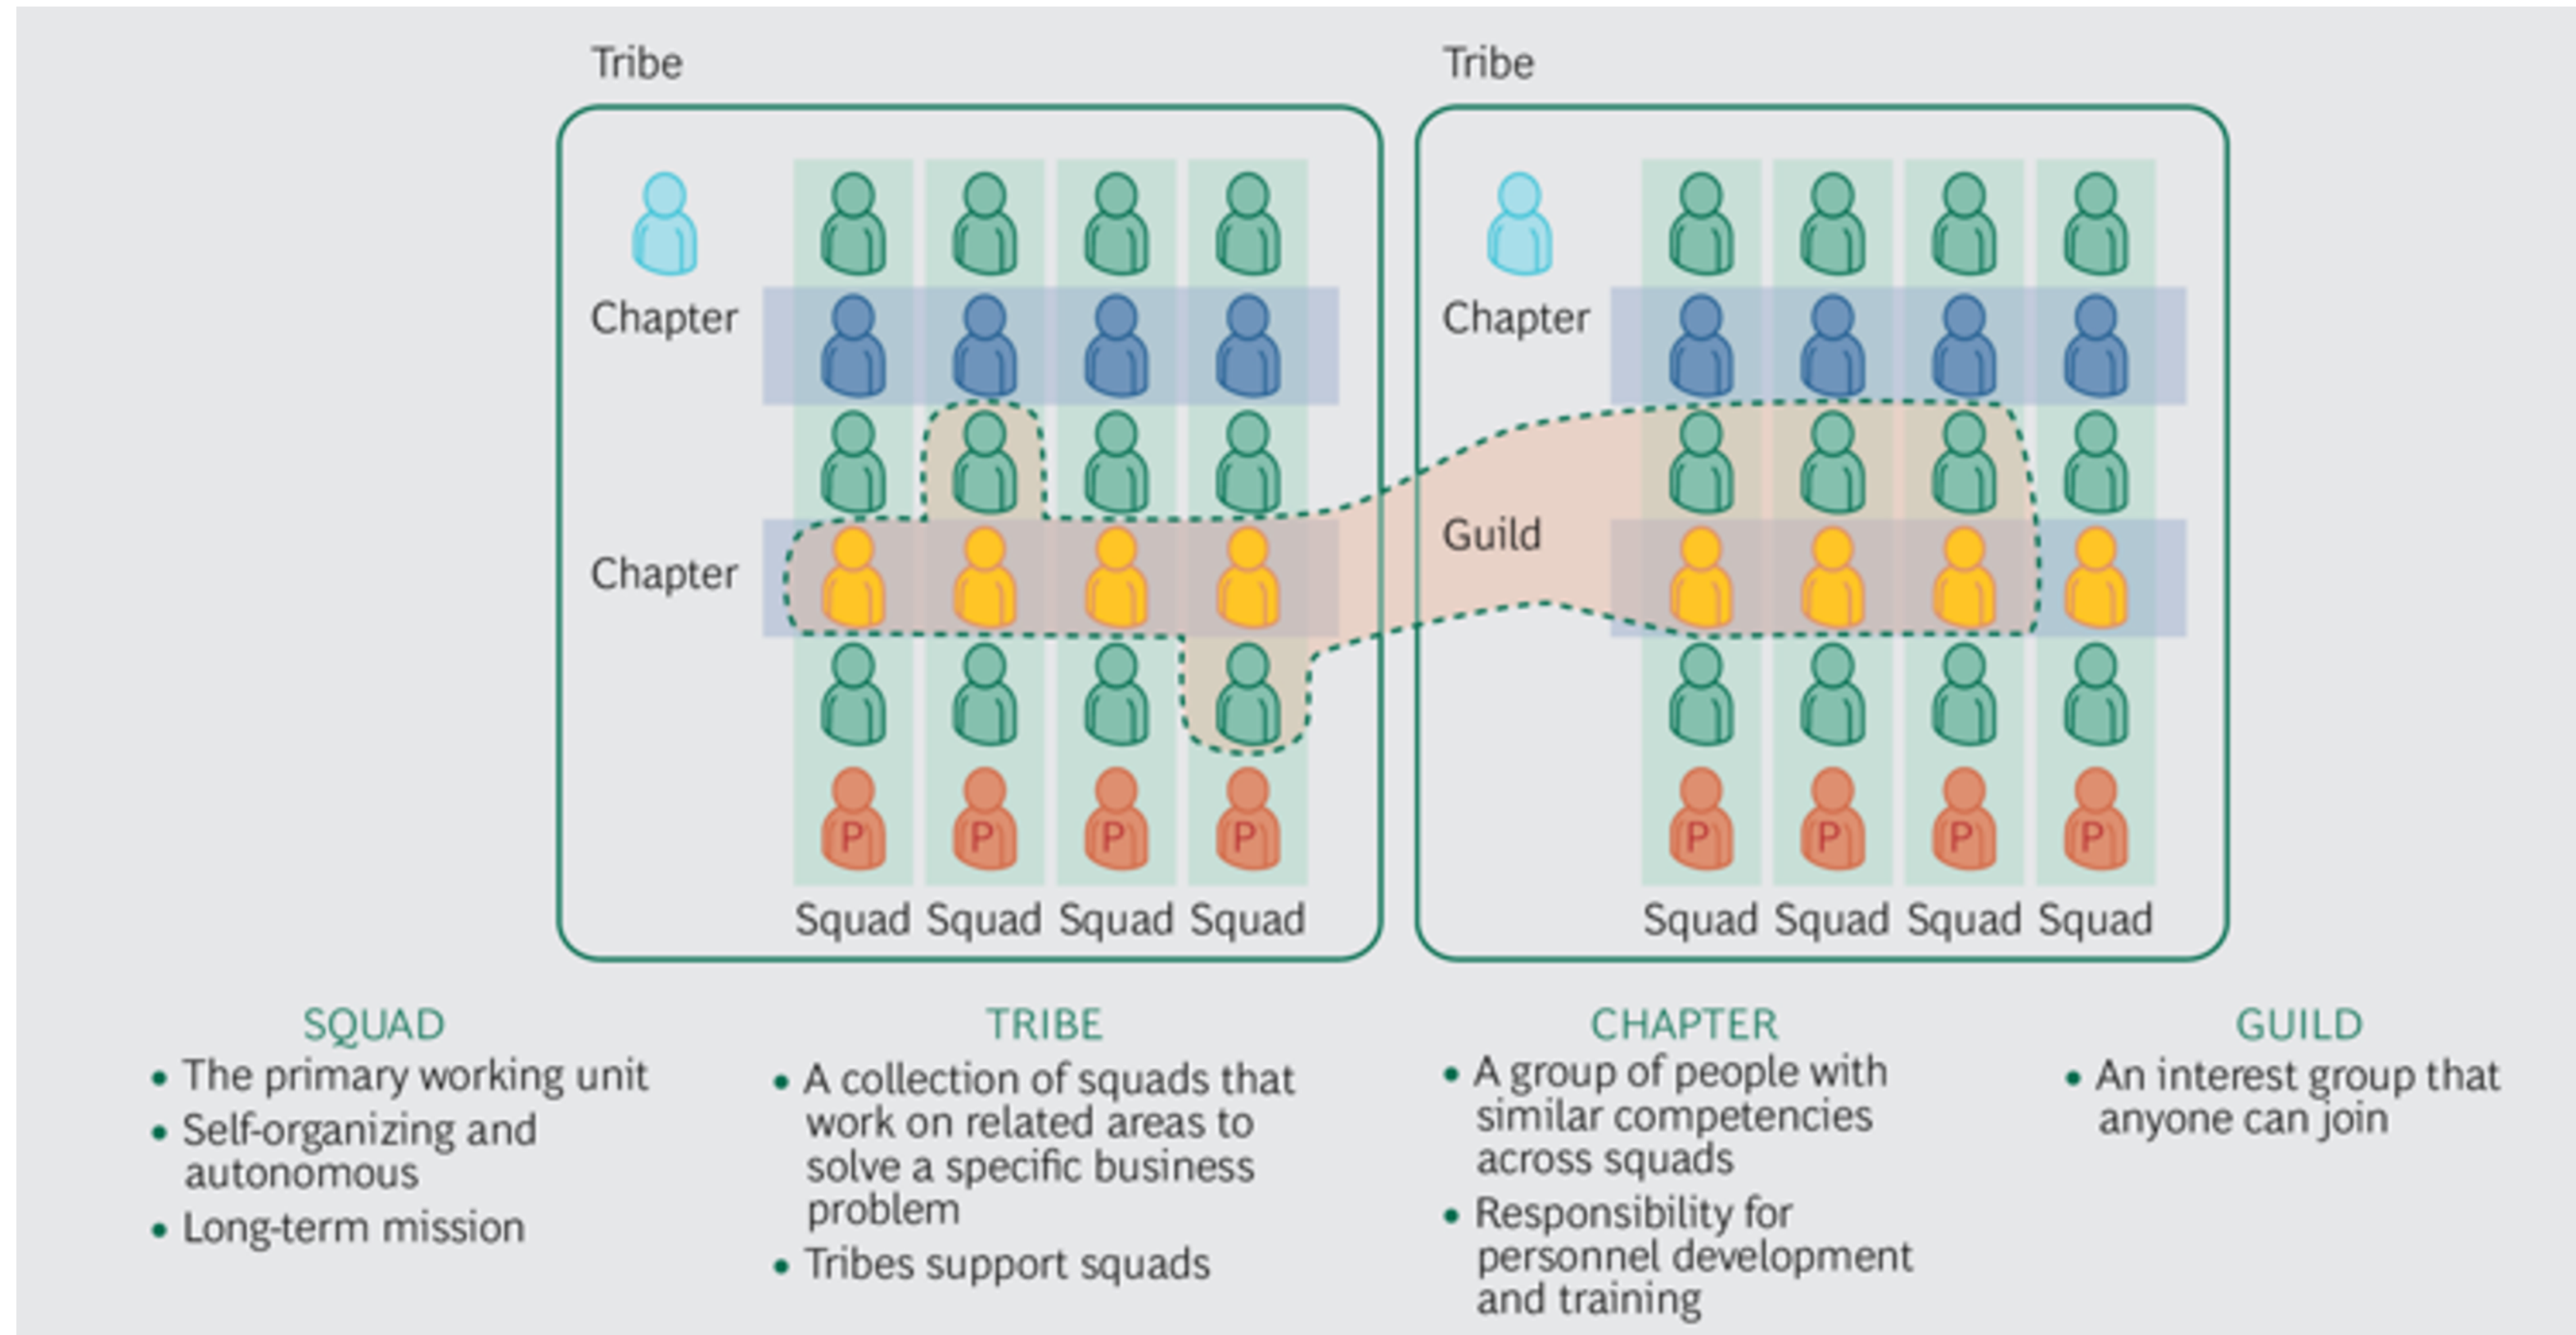 Tribe
Tribe
Chapter
Chapter
Chapter
Guild
P P P P
P P P P
Squad Squad Squad Squad
Squad Squad Squad Squad
SQUAD
• The primary working unit
• Self-organizing and
autonomous
• Long-term mission
TRIBE
• A collection of squads that
work on related areas to
solve a specific business
problem
• Tribes support squads
CHAPTER
• A group of people with
similar competencies
across squads
• Responsibility for
personnel development
and training
GUILD
• An interest group that
anyone can join